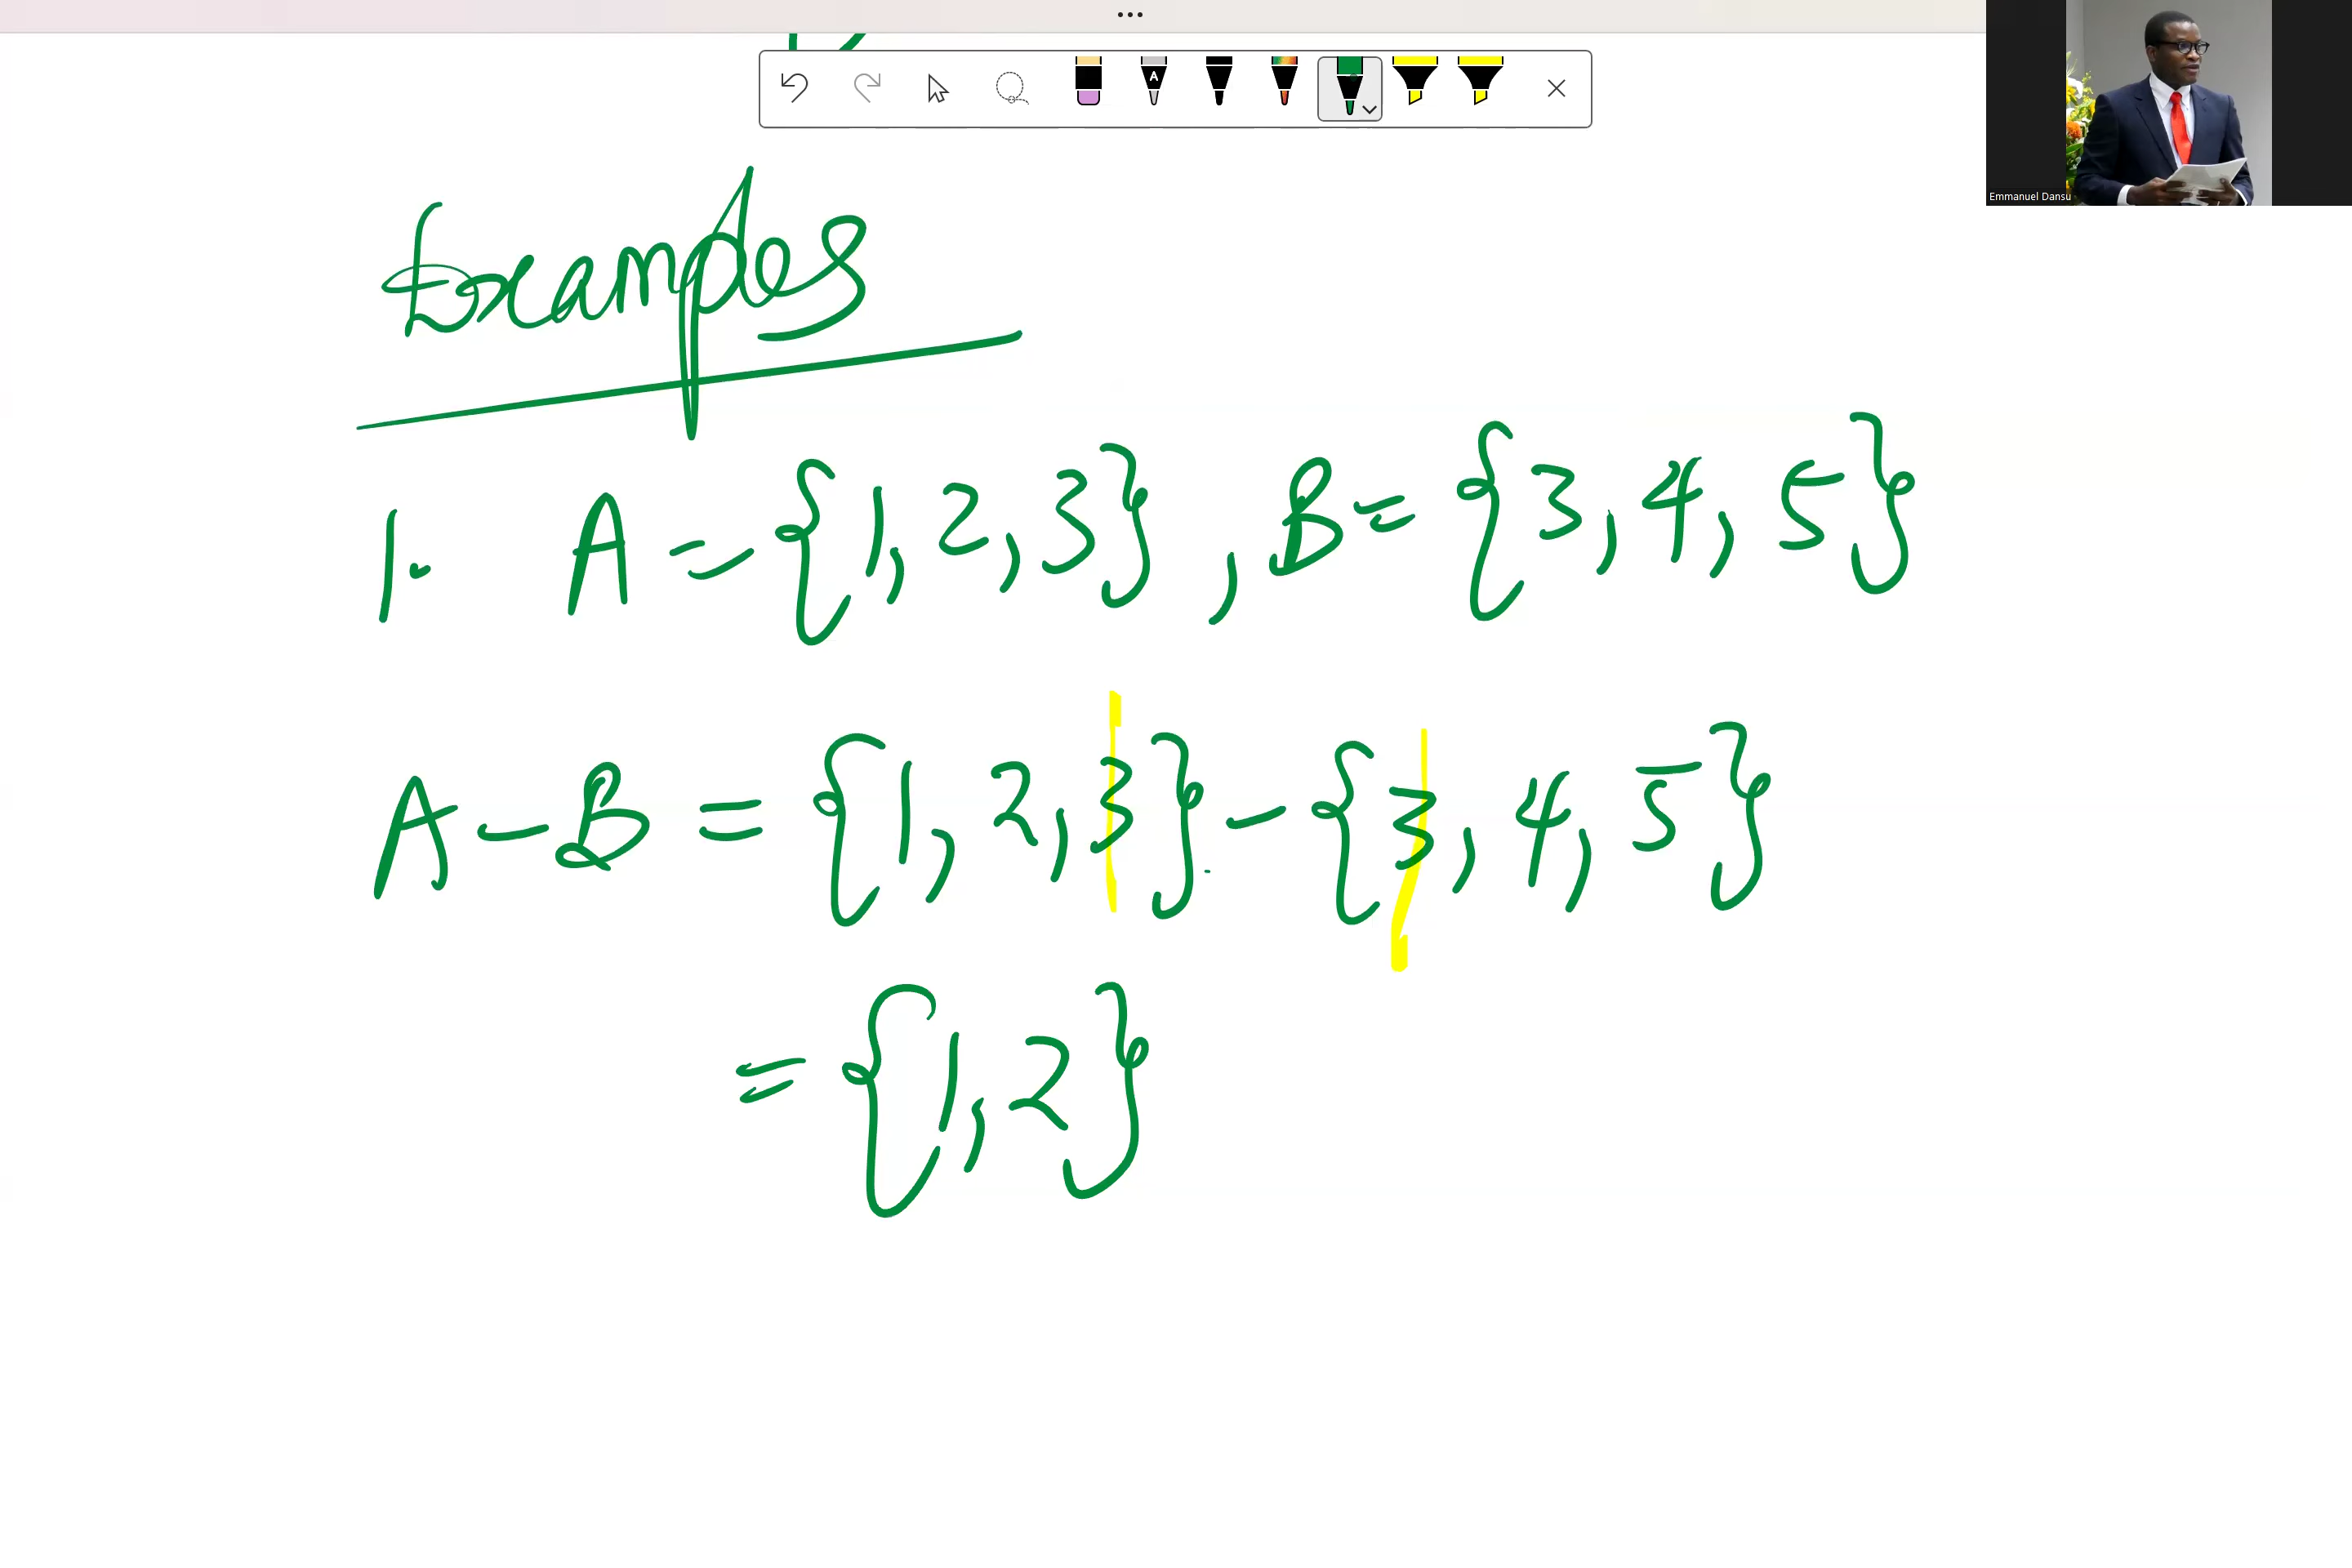 Emmanuel Dansu
Examples
1. A = {1, 2, 3}, B = {3, 4, 5}
A - B = {1, 2, 3} - {3, 4, 5}
= {1, 2}